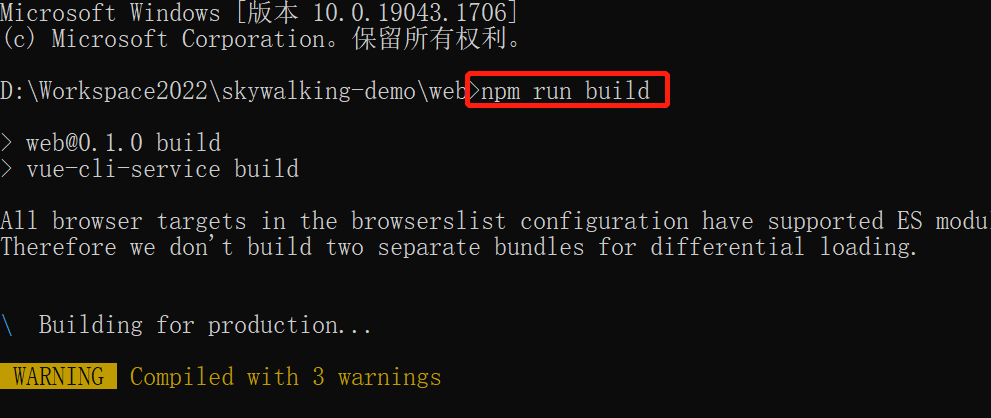 Microsoft Windows [版本 10.0.19043.1706]
(c) Microsoft Corporation。保留所有权利。
D:\Workspace2022\skywalking-demo\web>npm run build
> web@0.1.0 build
> vue-cli-service build
All browser targets in the browserslist configuration have supported ES modul
Therefore we don't build two separate bundles for differential loading.
\ Building for production...
WARNING Compiled with 3 warnings